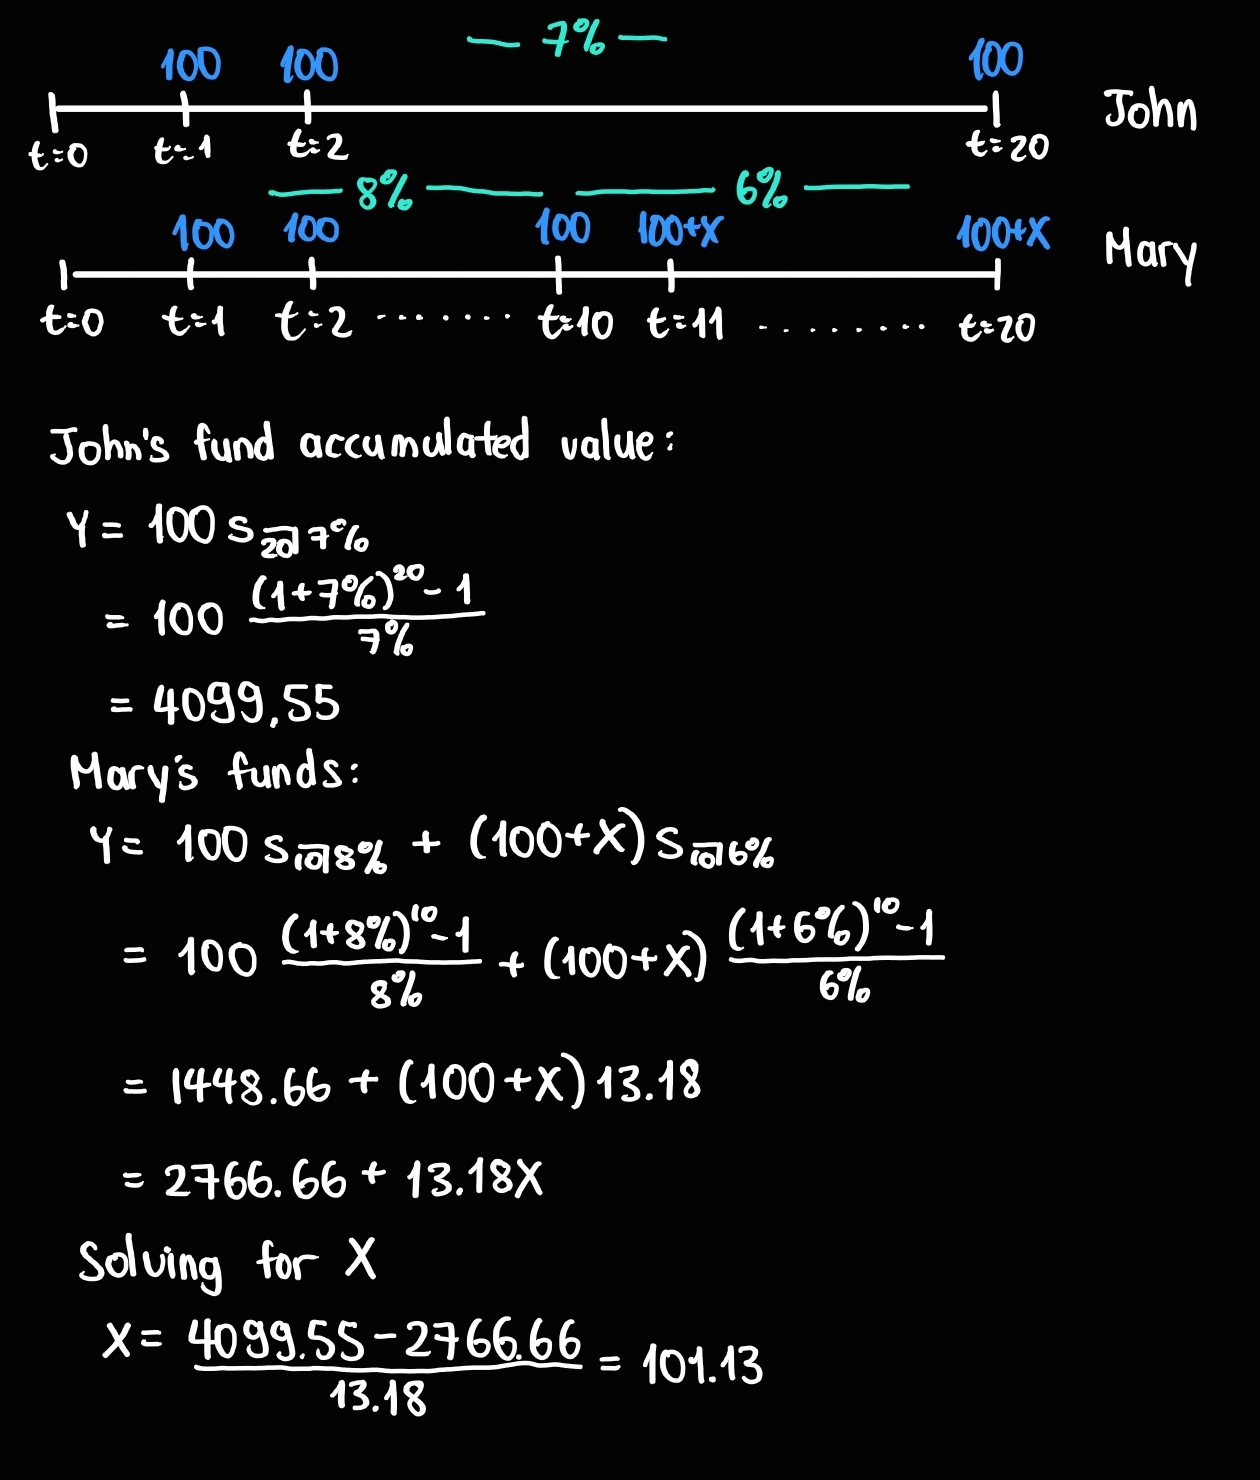 — 7% —
100 100 100
John
t=0 t=1 t=2 t=20
— 8% — — 6% —
100 100 100 100+X 100+X
Mary
t=0 t=1 t=2 ........ t=10 t=11 ........ t=20
John's fund accumulated value:
Y = 100 s_{\overline{20}|7%}
= 100 \frac{(1+7%)^{20} - 1}{7%}
= 4099,55
Mary's funds:
Y = 100 s_{\overline{10}|8%} + (100+X) s_{\overline{10}|6%}
= 100 \frac{(1+8%)^{10} - 1}{8%} + (100+X) \frac{(1+6%)^{10} - 1}{6%}
= 1448.66 + (100+X) 13.18
= 2766.66 + 13.18X
Solving for X
X = \frac{4099.55 - 2766.66}{13.18} = 101.13